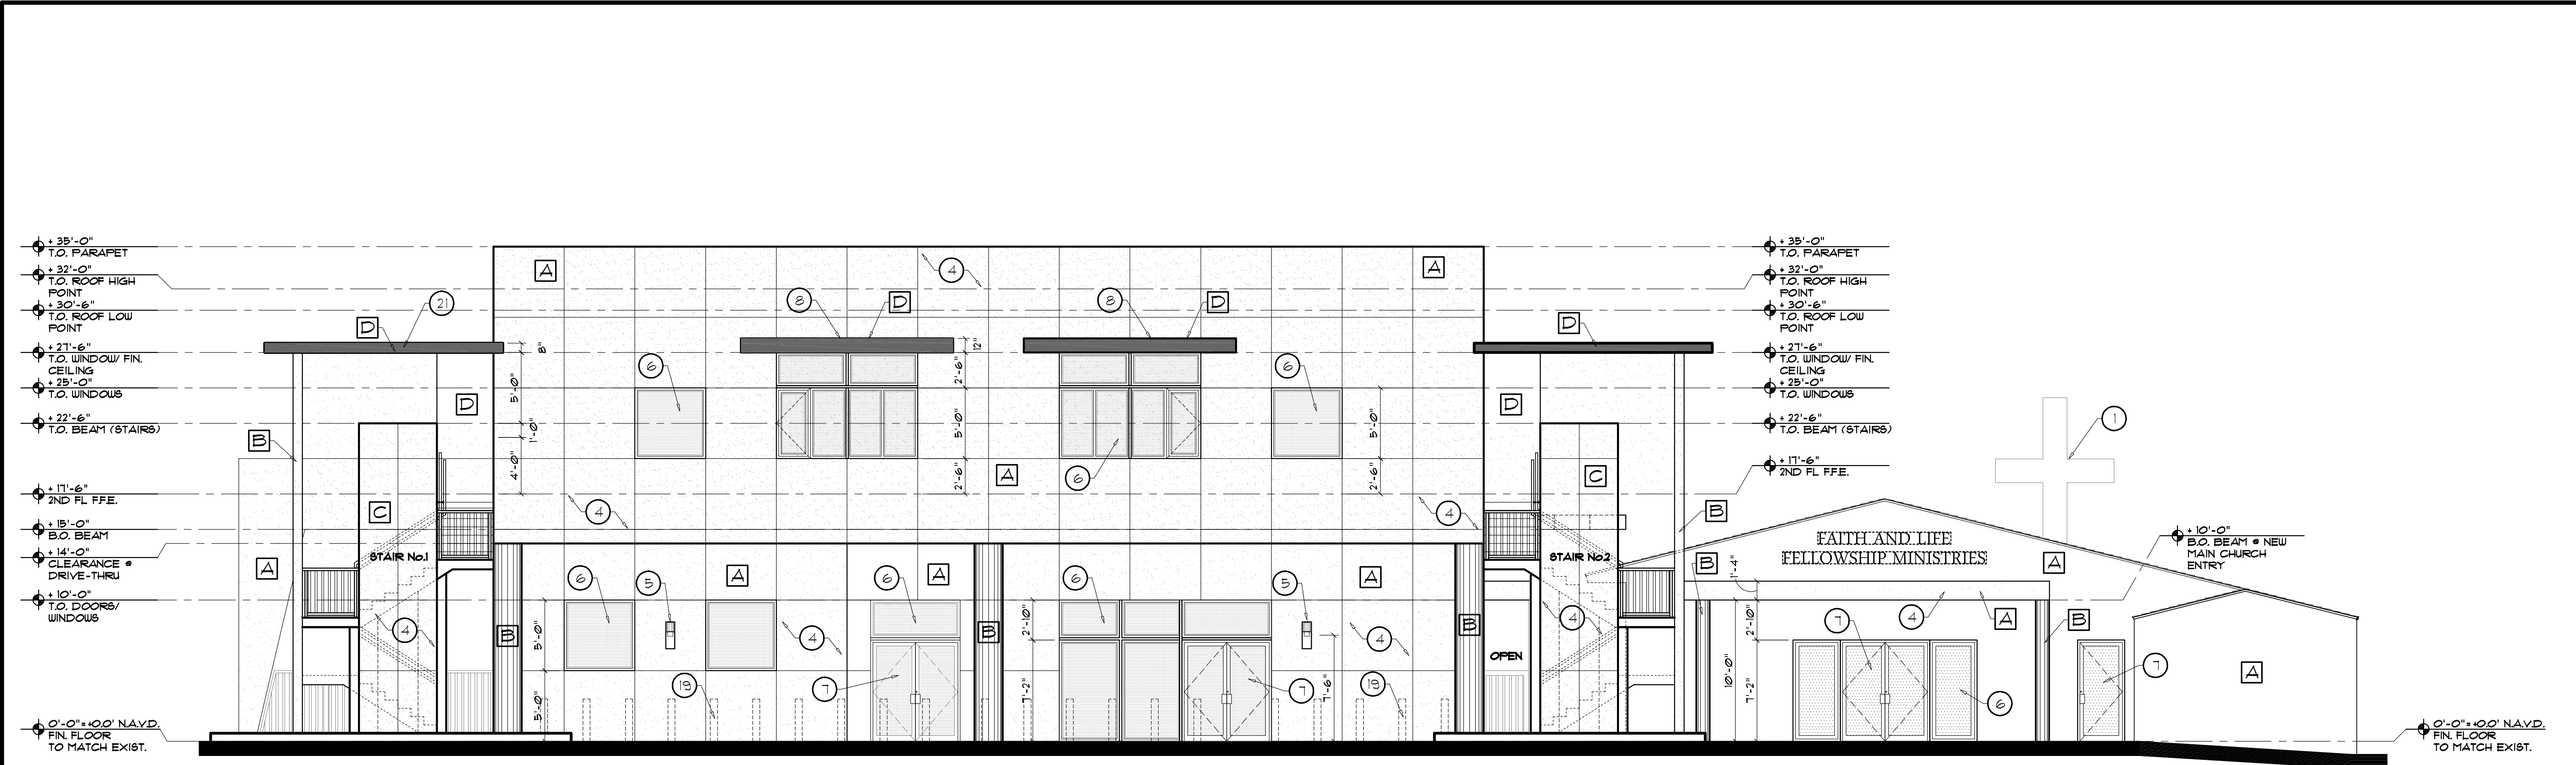 + 35'-0"
T.O. PARAPET
+ 32'-0"
T.O. ROOF HIGH
POINT
+ 30'-6"
T.O. ROOF LOW
POINT
+ 27'-6"
T.O. WINDOW/ FIN.
CEILING
+ 25'-0"
T.O. WINDOWS
+ 22'-6"
T.O. BEAM (STAIRS)
+ 17'-6"
2ND FL F.F.E.
+ 15'-0"
B.O. BEAM
+ 14'-0"
CLEARANCE @
DRIVE-THRU
+ 10'-0"
T.O. DOORS/
WINDOWS
0'-0" = +0.0' N.A.V.D.
FIN. FLOOR
TO MATCH EXIST.
21
D
B
D
C
A
STAIR No.1
4
8"
5'-0"
1'-0"
4'-0"
A
4
A
8
D
8
D
12"
6
6
2'-6"
5'-0"
2'-6"
6
A
5'-0"
2'-6"
4
4
6
5
A
6
A
6
5
A
B
B
B
4
4
5'-0"
5'-0"
19
7
2'-10"
7'-2"
7
7'-6"
19
D
D
C
B
STAIR No.2
4
OPEN
+ 35'-0"
T.O. PARAPET
+ 32'-0"
T.O. ROOF HIGH
POINT
+ 30'-6"
T.O. ROOF LOW
POINT
+ 27'-6"
T.O. WINDOW/ FIN.
CEILING
+ 25'-0"
T.O. WINDOWS
+ 22'-6"
T.O. BEAM (STAIRS)
+ 17'-6"
2ND FL F.F.E.
1
FAITH AND LIFE
FELLOWSHIP MINISTRIES
A
B
1'-4"
4
A
B
7
10'-0"
2'-10"
7'-2"
6
7
A
+ 10'-0"
B.O. BEAM @ NEW
MAIN CHURCH
ENTRY
0'-0" = +0.0' N.A.V.D.
FIN. FLOOR
TO MATCH EXIST.